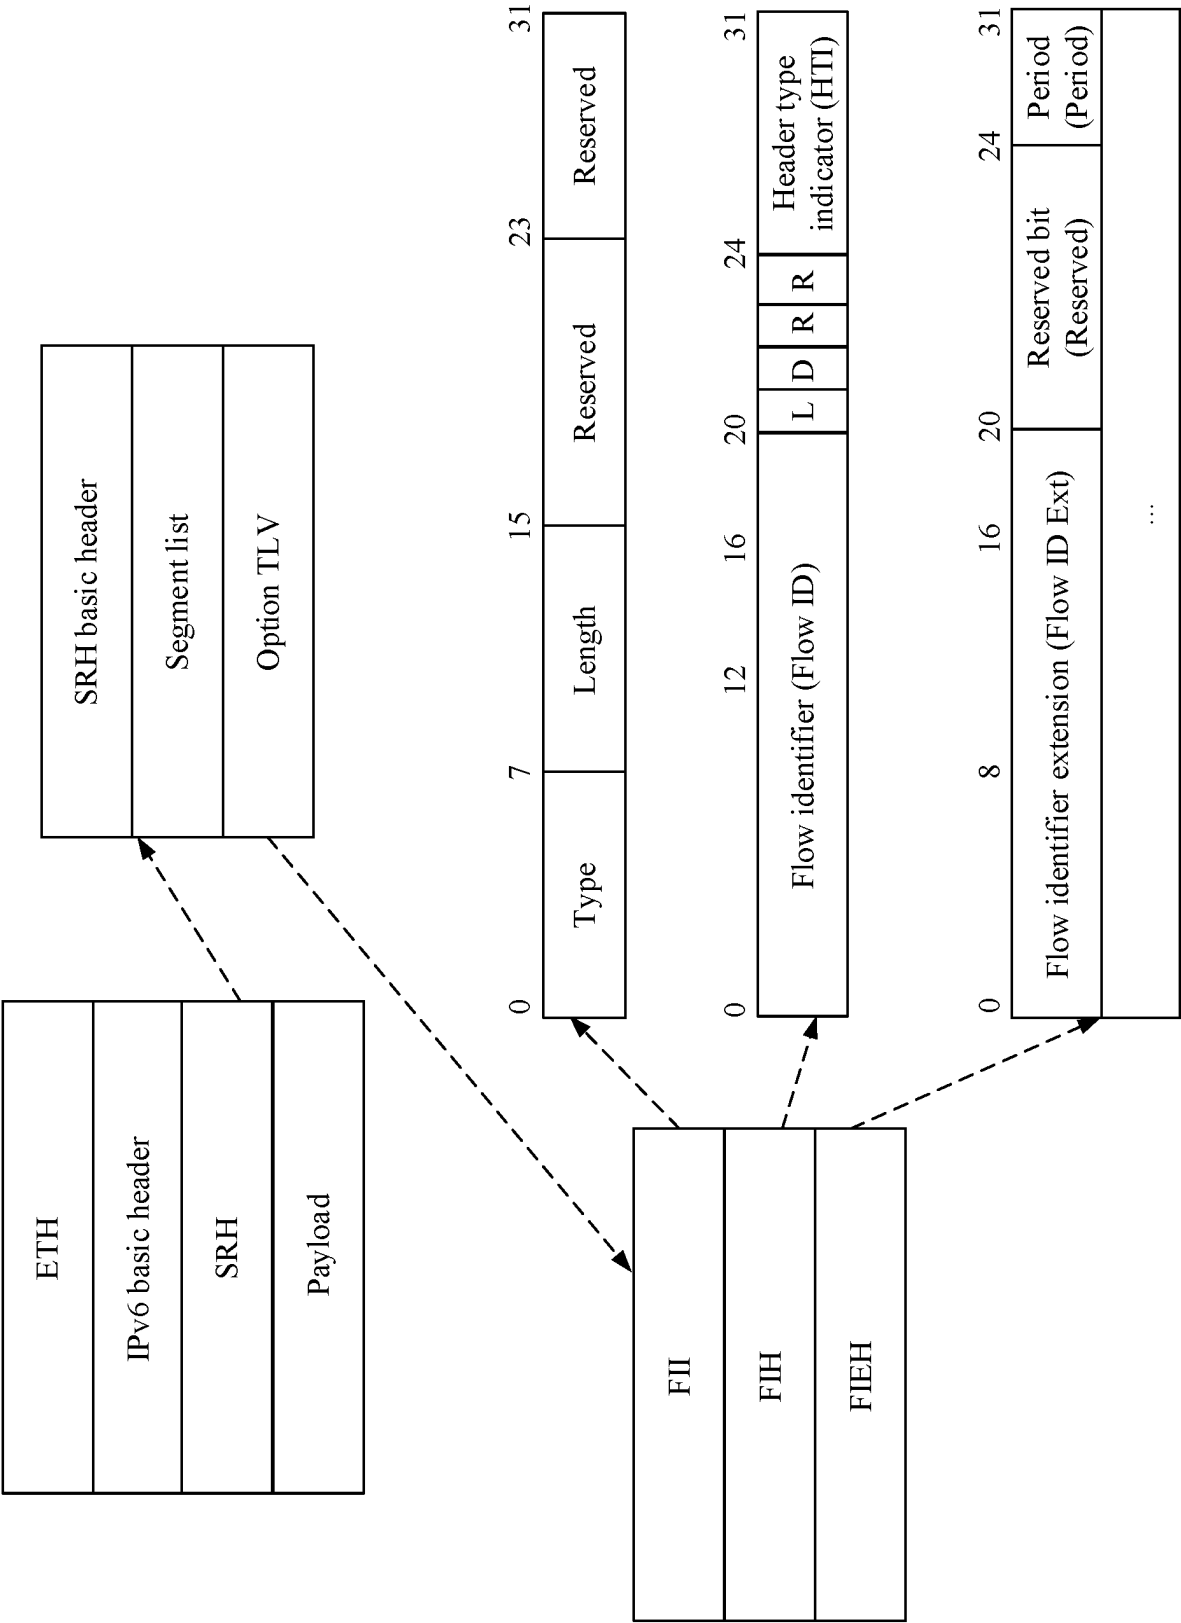 ETH
IPv6 basic header
SRH
Payload
SRH basic header
Segment list
Option TLV
FII
FIH
FIEH
0 7 15 23 31
Type Length Reserved Reserved
0 12 16 20 24 31
Flow identifier (Flow ID) L D R R Header type
indicator (HTI)
0 8 16 20 24 31
Flow identifier extension (Flow ID Ext) Reserved bit
(Reserved) Period
(Period)
...